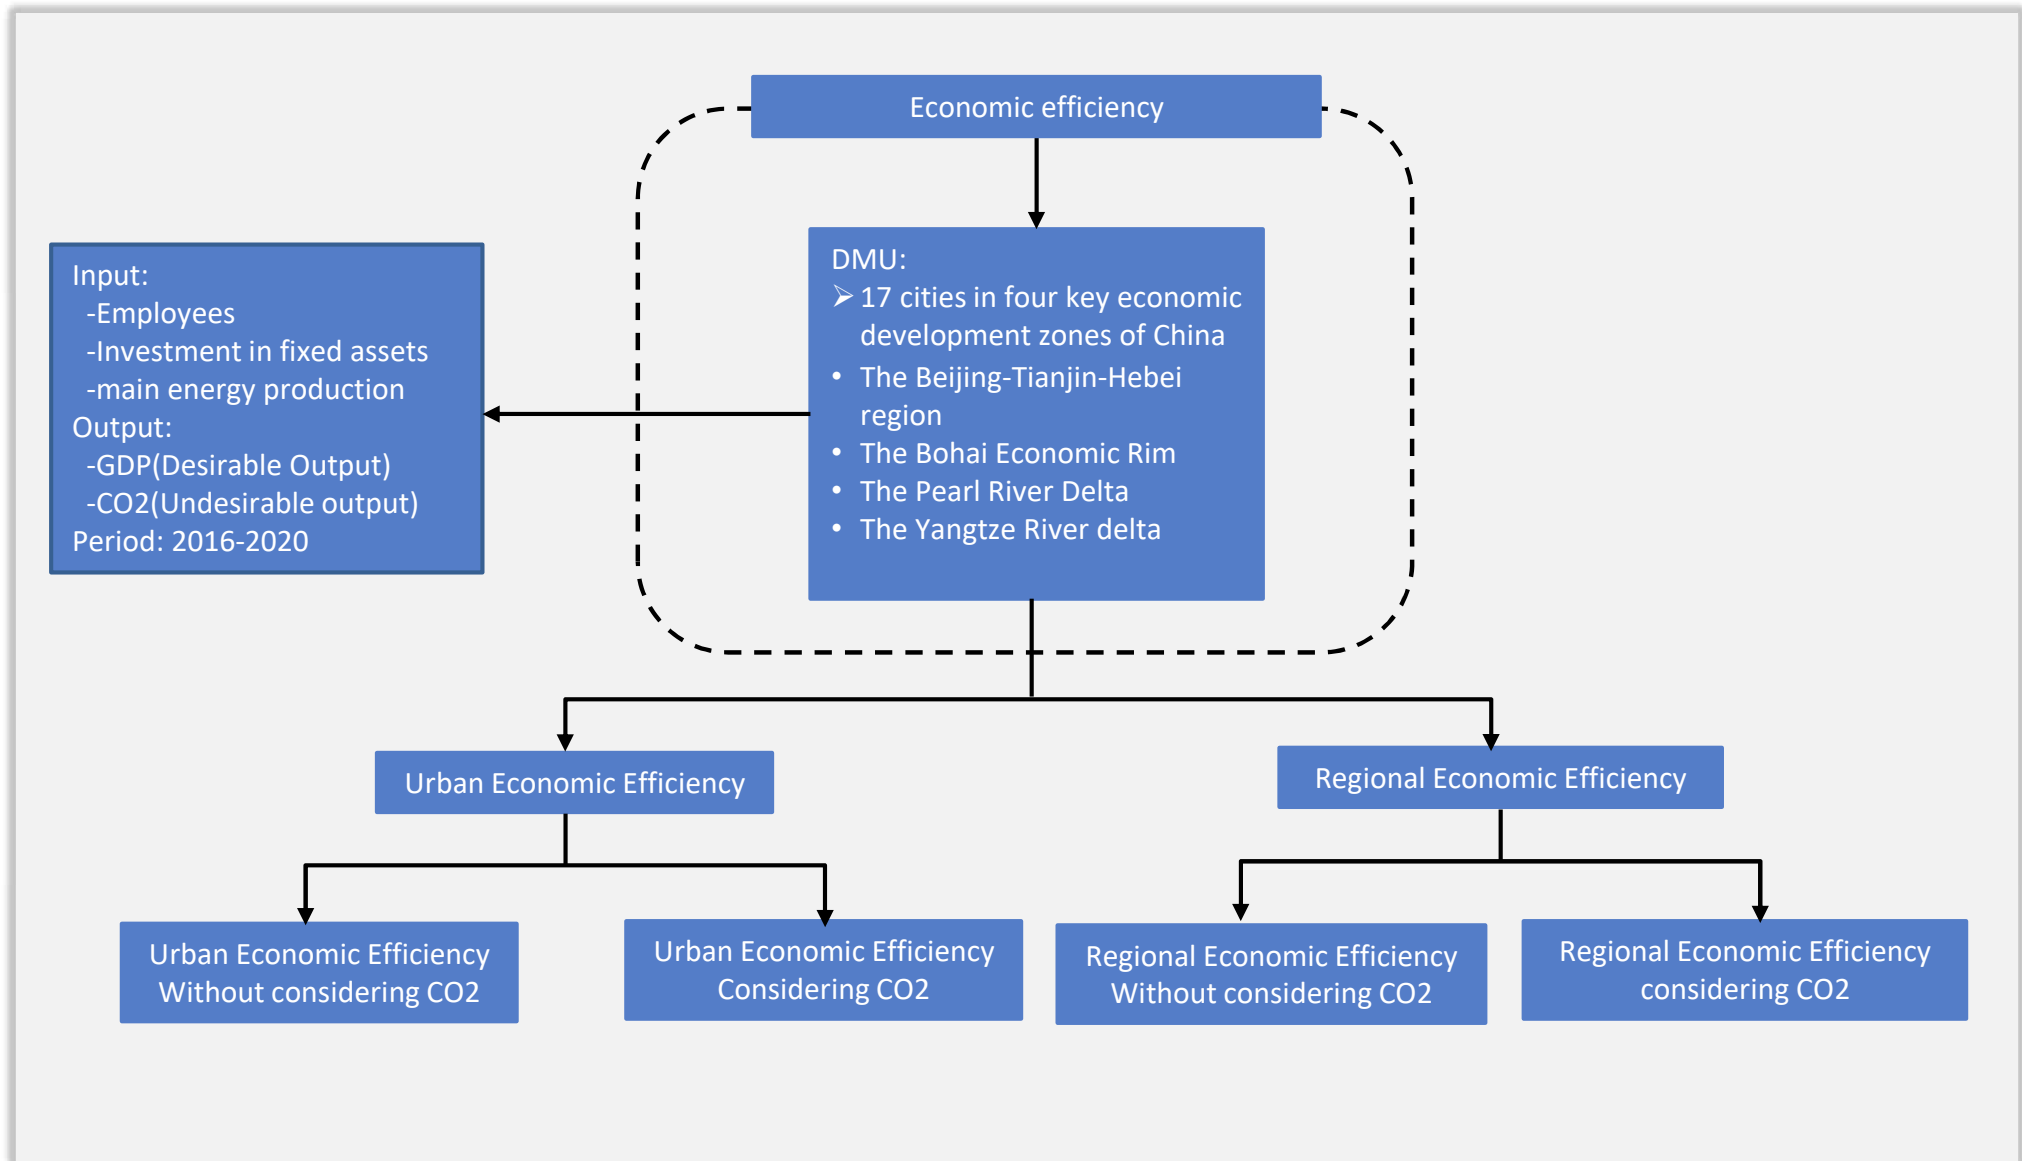 Economic efficiency
Input:
-Employees
-Investment in fixed assets
-main energy production
Output:
-GDP(Desirable Output)
-CO2(Undesirable output)
Period: 2016-2020
DMU:
➢ 17 cities in four key economic
development zones of China
• The Beijing-Tianjin-Hebei
region
• The Bohai Economic Rim
• The Pearl River Delta
• The Yangtze River delta
Urban Economic Efficiency
Regional Economic Efficiency
Urban Economic Efficiency
Without considering CO2
Urban Economic Efficiency
Considering CO2
Regional Economic Efficiency
Without considering CO2
Regional Economic Efficiency
considering CO2